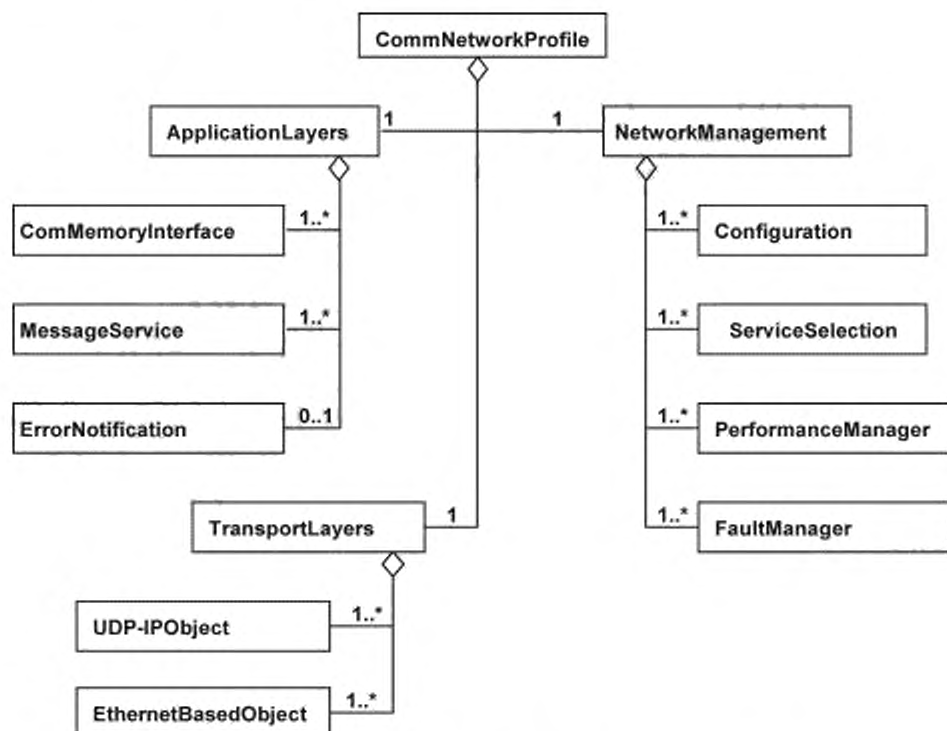 CommNetworkProfile
ApplicationLayers
1
1
NetworkManagement
ComMemoryInterface
1..*
1..*
Configuration
MessageService
1..*
1..*
ServiceSelection
ErrorNotification
0..1
1..*
PerformanceManager
TransportLayers
1
1..*
FaultManager
UDP-IPObject
1..*
EthernetBasedObject
1..*